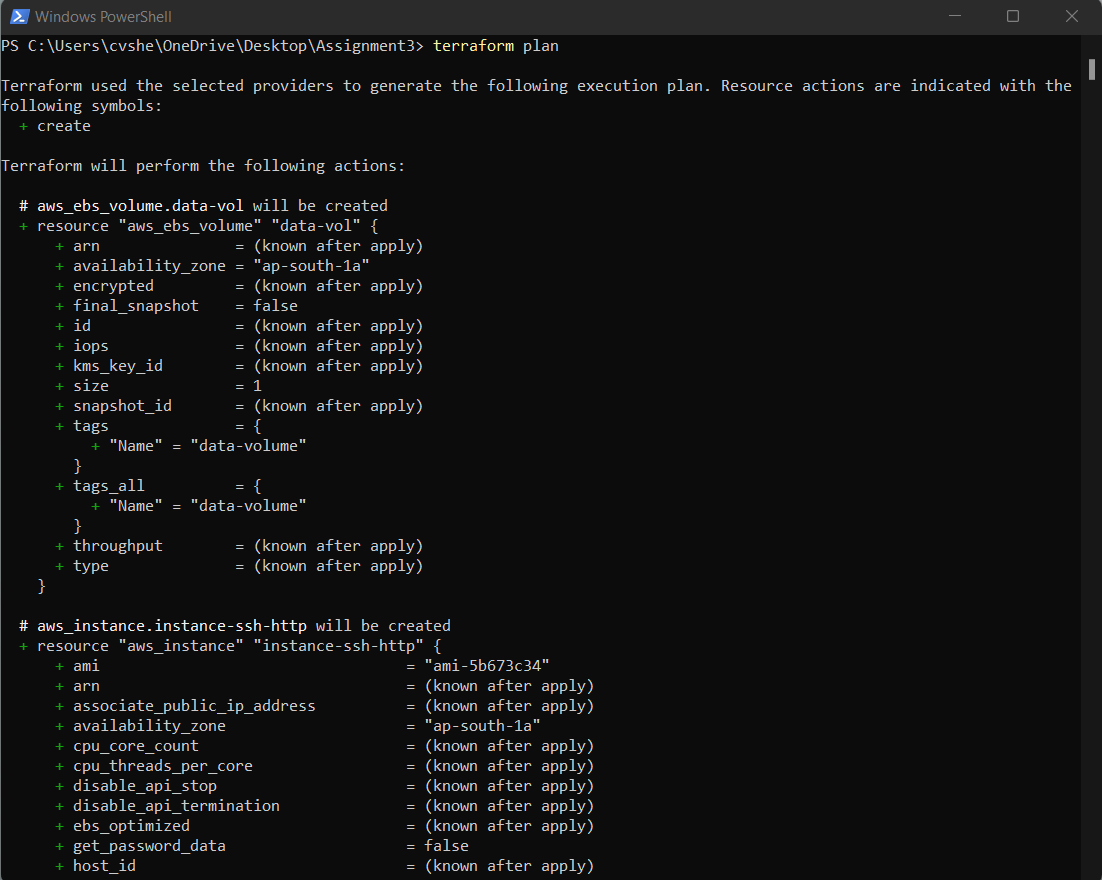 Windows PowerShell
PS C:\Users\cvshe\OneDrive\Desktop\Assignment3> terraform plan
Terraform used the selected providers to generate the following execution plan. Resource actions are indicated with the
following symbols:
  + create
Terraform will perform the following actions:
  # aws_ebs_volume.data-vol will be created
  + resource "aws_ebs_volume" "data-vol" {
      + arn               = (known after apply)
      + availability_zone = "ap-south-1a"
      + encrypted         = (known after apply)
      + final_snapshot    = false
      + id                = (known after apply)
      + iops              = (known after apply)
      + kms_key_id        = (known after apply)
      + size              = 1
      + snapshot_id       = (known after apply)
      + tags              = {
          + "Name" = "data-volume"
        }
      + tags_all          = {
          + "Name" = "data-volume"
        }
      + throughput        = (known after apply)
      + type              = (known after apply)
    }
  # aws_instance.instance-ssh-http will be created
  + resource "aws_instance" "instance-ssh-http" {
      + ami                                  = "ami-5b673c34"
      + arn                                  = (known after apply)
      + associate_public_ip_address          = (known after apply)
      + availability_zone                    = "ap-south-1a"
      + cpu_core_count                       = (known after apply)
      + cpu_threads_per_core                 = (known after apply)
      + disable_api_stop                     = (known after apply)
      + disable_api_termination              = (known after apply)
      + ebs_optimized                        = (known after apply)
      + get_password_data                    = false
      + host_id                              = (known after apply)